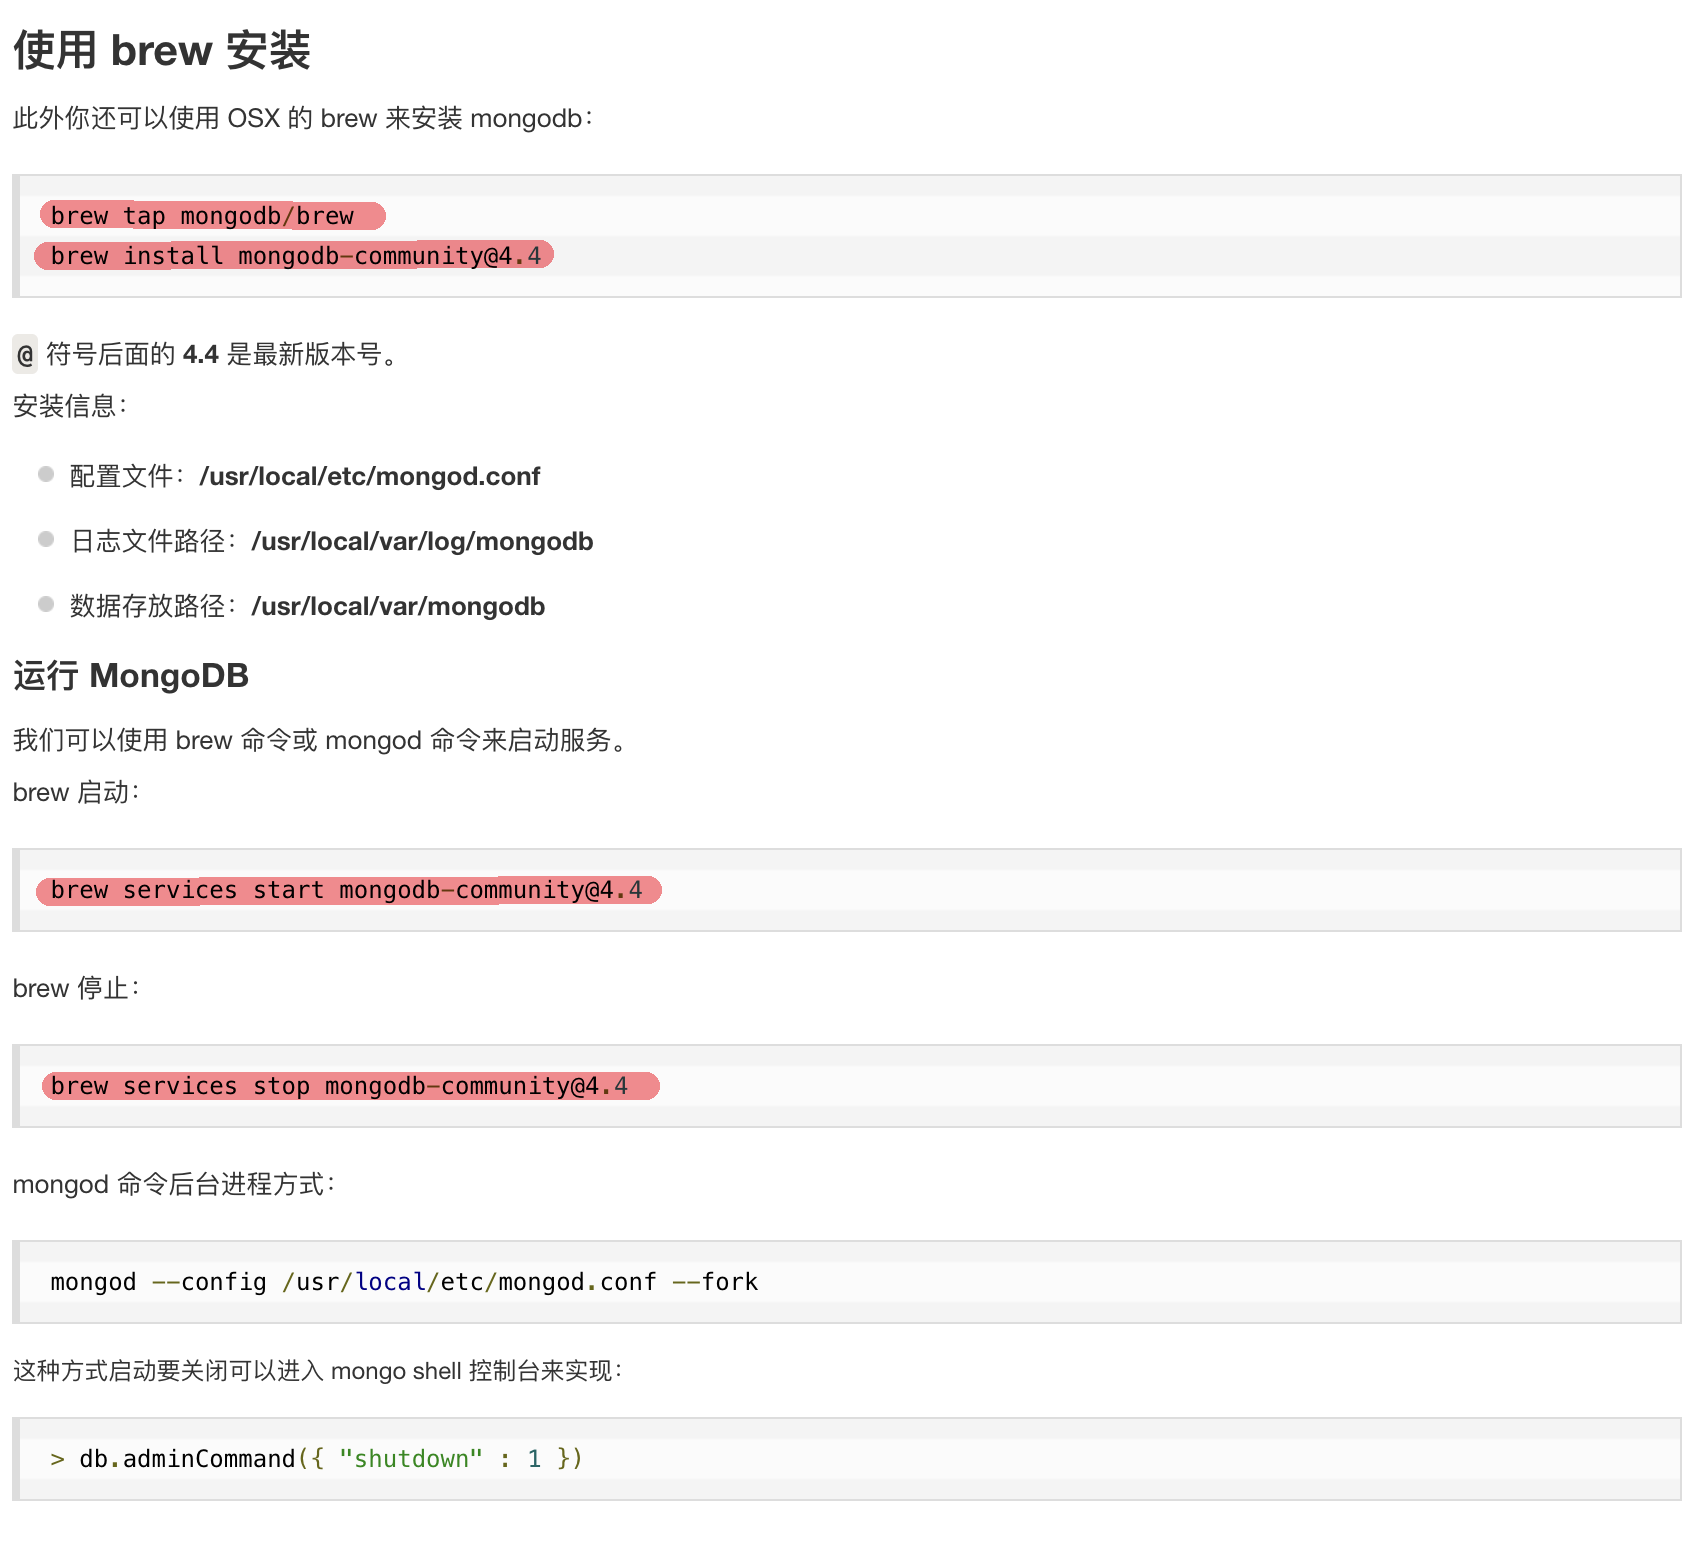 使用 brew 安装
此外你还可以使用 OSX 的 brew 来安装 mongodb：
brew tap mongodb/brew
brew install mongodb-community@4.4
@ 符号后面的 4.4 是最新版本号。
安装信息：
配置文件：/usr/local/etc/mongod.conf
日志文件路径：/usr/local/var/log/mongodb
数据存放路径：/usr/local/var/mongodb
运行 MongoDB
我们可以使用 brew 命令或 mongod 命令来启动服务。
brew 启动：
brew services start mongodb-community@4.4
brew 停止：
brew services stop mongodb-community@4.4
mongod 命令后台进程方式：
mongod --config /usr/local/etc/mongod.conf --fork
这种方式启动要关闭可以进入 mongo shell 控制台来实现：
> db.adminCommand({ "shutdown" : 1 })